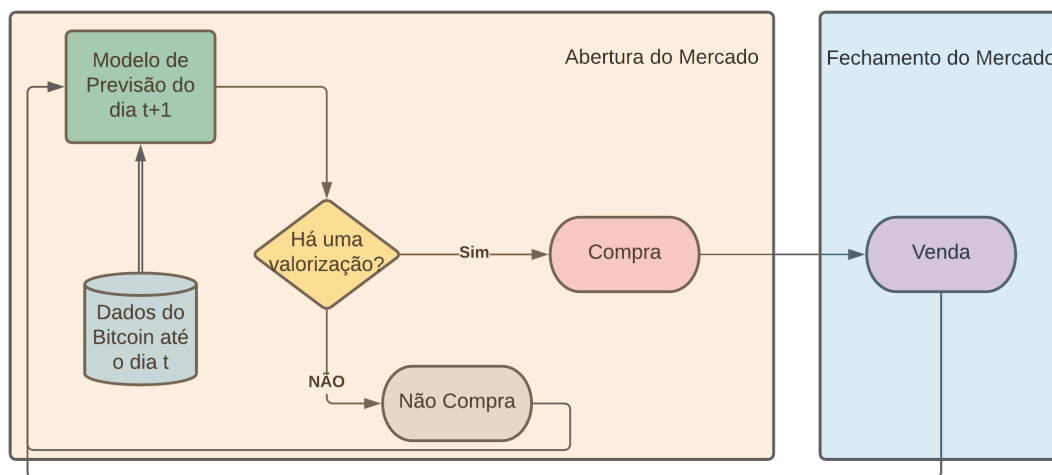 Modelo de
Previsão do
dia t+1
Abertura do Mercado
Fechamento do Mercado
Há uma
valorização?
Sim
Compra
Venda
Dados do
Bitcoin até
o dia t
NÃO
Não Compra